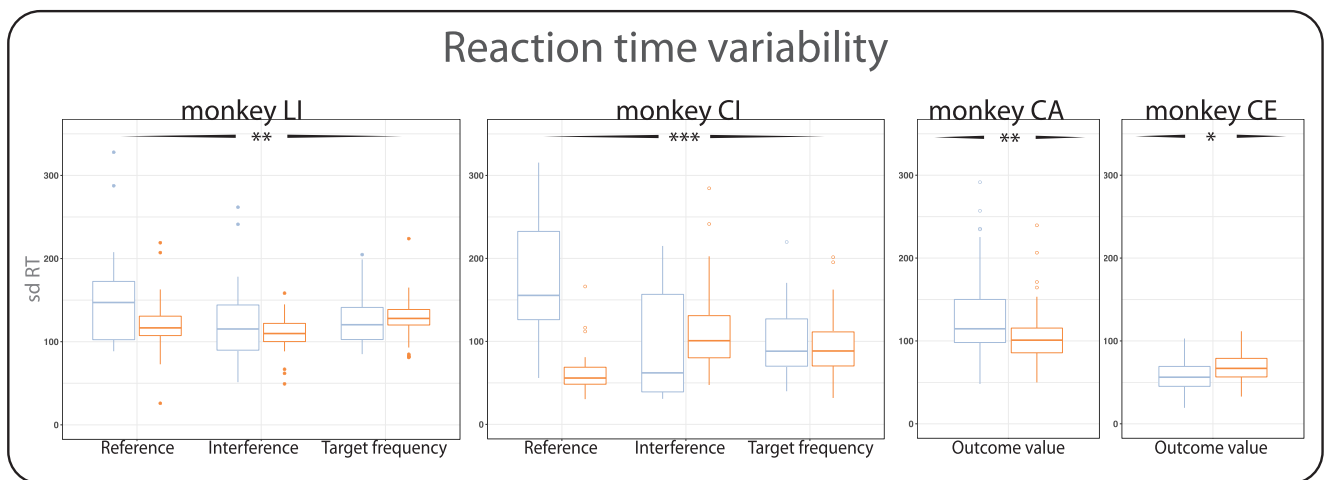 Reaction time variability
monkey LI
monkey CI
monkey CA
monkey CE
**
***
**
*
sd RT
300
200
100
0
300
200
100
0
300
200
100
0
300
200
100
0
Reference Interference Target frequency
Reference Interference Target frequency
Outcome value
Outcome value